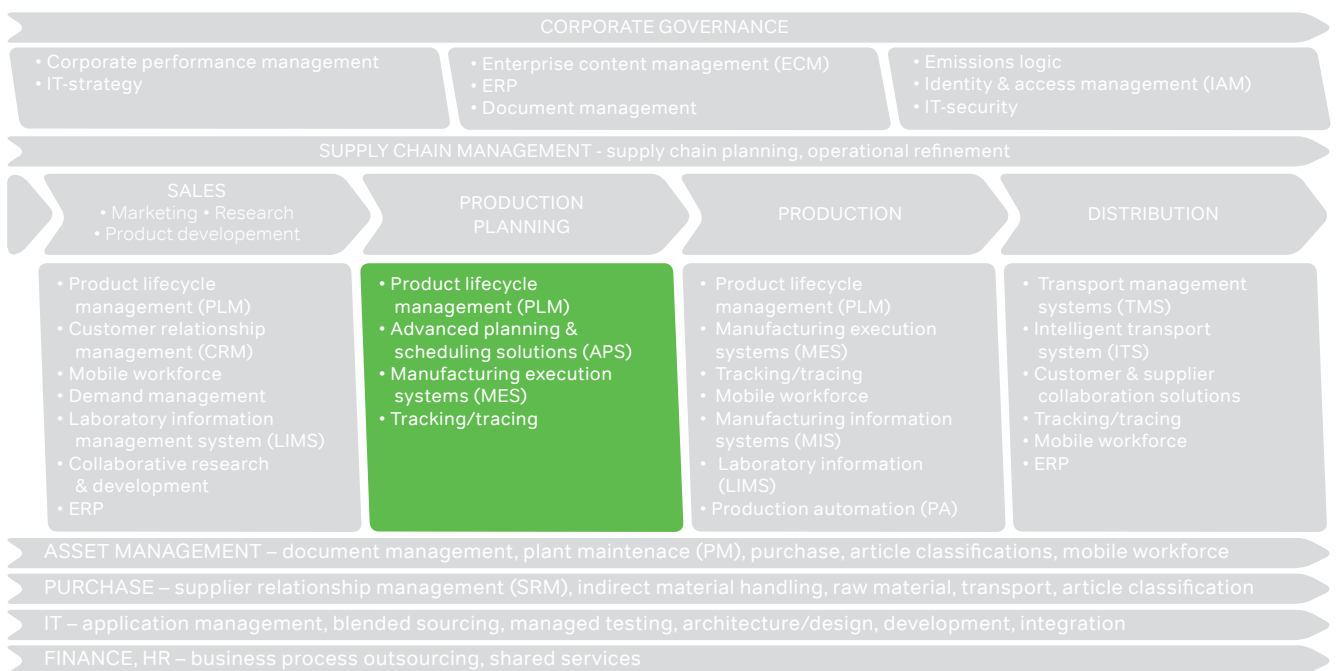 CORPORATE GOVERNANCE
• Corporate performance management
• IT-strategy
• Enterprise content management (ECM)
• ERP
• Document management
• Emissions logic
• Identity & access management (IAM)
• IT-security
SUPPLY CHAIN MANAGEMENT - supply chain planning, operational refinement
SALES
• Marketing • Research
• Product developement
PRODUCTION
PLANNING
PRODUCTION
DISTRIBUTION
• Product lifecycle
management (PLM)
• Customer relationship
management (CRM)
• Mobile workforce
• Demand management
• Laboratory information
management system (LIMS)
• Collaborative research
& development
• ERP
• Product lifecycle
management (PLM)
• Advanced planning &
scheduling solutions (APS)
• Manufacturing execution
systems (MES)
• Tracking/tracing
• Product lifecycle
management (PLM)
• Manufacturing execution
systems (MES)
• Tracking/tracing
• Mobile workforce
• Manufacturing information
systems (MIS)
• Laboratory information
(LIMS)
• Production automation (PA)
• Transport management
systems (TMS)
• Intelligent transport
system (ITS)
• Customer & supplier
collaboration solutions
• Tracking/tracing
• Mobile workforce
• ERP
ASSET MANAGEMENT – document management, plant maintenace (PM), purchase, article classifications, mobile workforce
PURCHASE – supplier relationship management (SRM), indirect material handling, raw material, transport, article classification
IT – application management, blended sourcing, managed testing, architecture/design, development, integration
FINANCE, HR – business process outsourcing, shared services